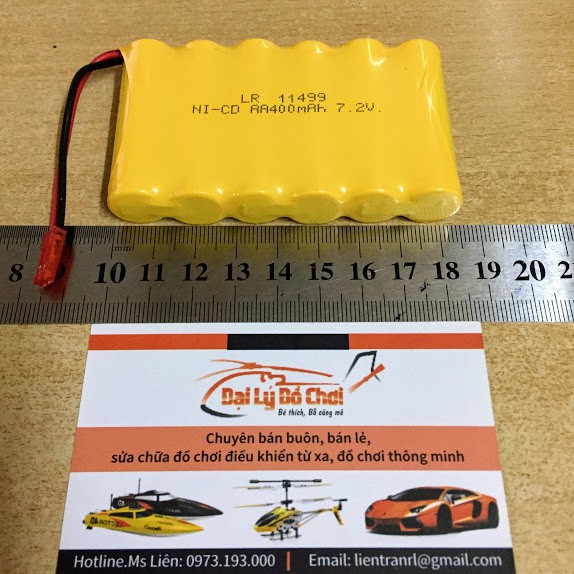 LR 11499
NI-CD AA400mAh 7.2V.
mm
8 9 10 11 12 13 14 15 16 17 18 19 20 2
Đại Lý Đồ Chơi
Bé thích, Bố cũng mê
Chuyên bán buôn, bán lẻ,
sửa chữa đồ chơi điều khiển từ xa, đồ chơi thông minh
Hotline.Ms Liên: 0973.193.000 | Email: lientranrl@gmail.com